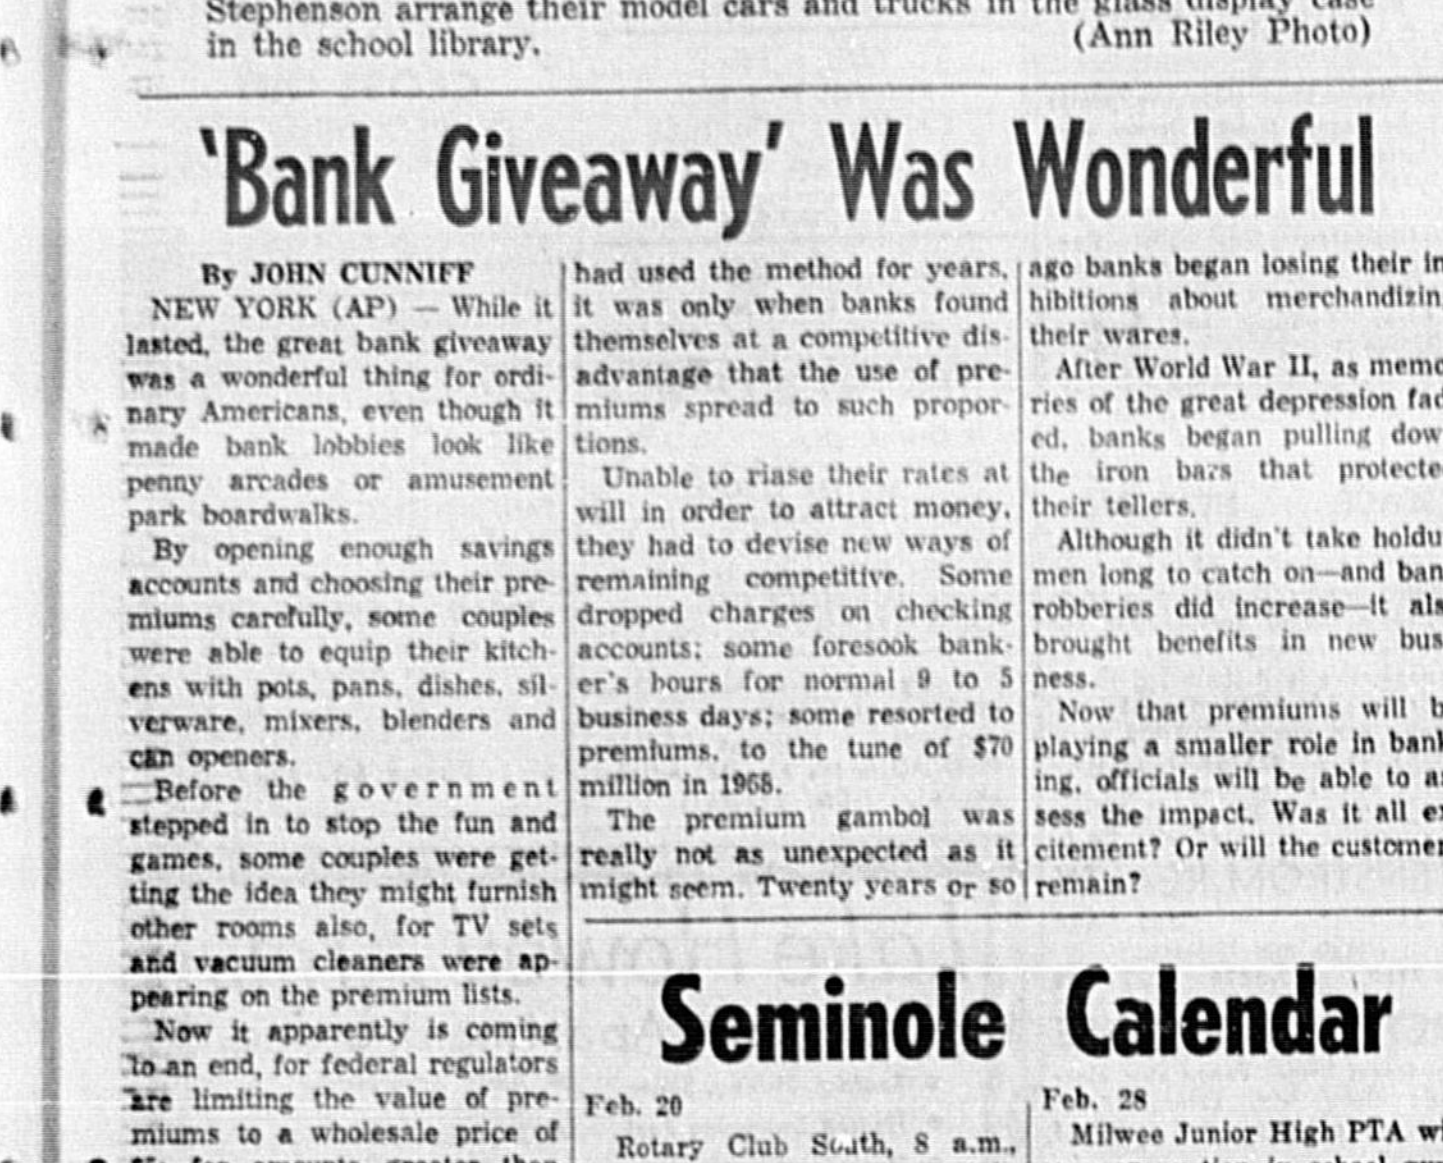 Stephenson arrange their model cars and trucks in the glass display case
in the school library.
(Ann Riley Photo)
'Bank Giveaway' Was Wonderful
By JOHN CUNNIFF
NEW YORK (AP) — While it
lasted, the great bank giveaway
was a wonderful thing for ordi-
nary Americans, even though it
made bank lobbies look like
penny arcades or amusement
park boardwalks.
By opening enough savings
accounts and choosing their pre-
miums carefully, some couples
were able to equip their kitch-
ens with pots, pans, dishes, sil-
verware, mixers, blenders and
can openers.
Before the government
stepped in to stop the fun and
games, some couples were get-
ting the idea they might furnish
other rooms also, for TV sets
and vacuum cleaners were ap-
pearing on the premium lists.
Now it apparently is coming
to an end, for federal regulators
are limiting the value of pre-
miums to a wholesale price of
for amounts greater than
had used the method for years,
it was only when banks found
themselves at a competitive dis-
advantage that the use of pre-
miums spread to such propor-
tions.
Unable to riase their rates at
will in order to attract money,
they had to devise new ways of
remaining competitive. Some
dropped charges on checking
accounts; some foresook bank-
er's hours for normal 9 to 5
business days; some resorted to
premiums, to the tune of $70
million in 1968.
The premium gambol was
really not as unexpected as it
might seem. Twenty years or so
ago banks began losing their in
hibitions about merchandizin
their wares.
After World War II, as memo
ries of the great depression fad
ed, banks began pulling dow
the iron bars that protecte
their tellers.
Although it didn't take holdu
men long to catch on—and ban
robberies did increase—it als
brought benefits in new bus
ness.
Now that premiums will b
playing a smaller role in bank
ing, officials will be able to a
sess the impact. Was it all e
citement? Or will the customer
remain?
Seminole Calendar
Feb. 20
Rotary Club South, 8 a.m.,
Feb. 28
Milwee Junior High PTA wi